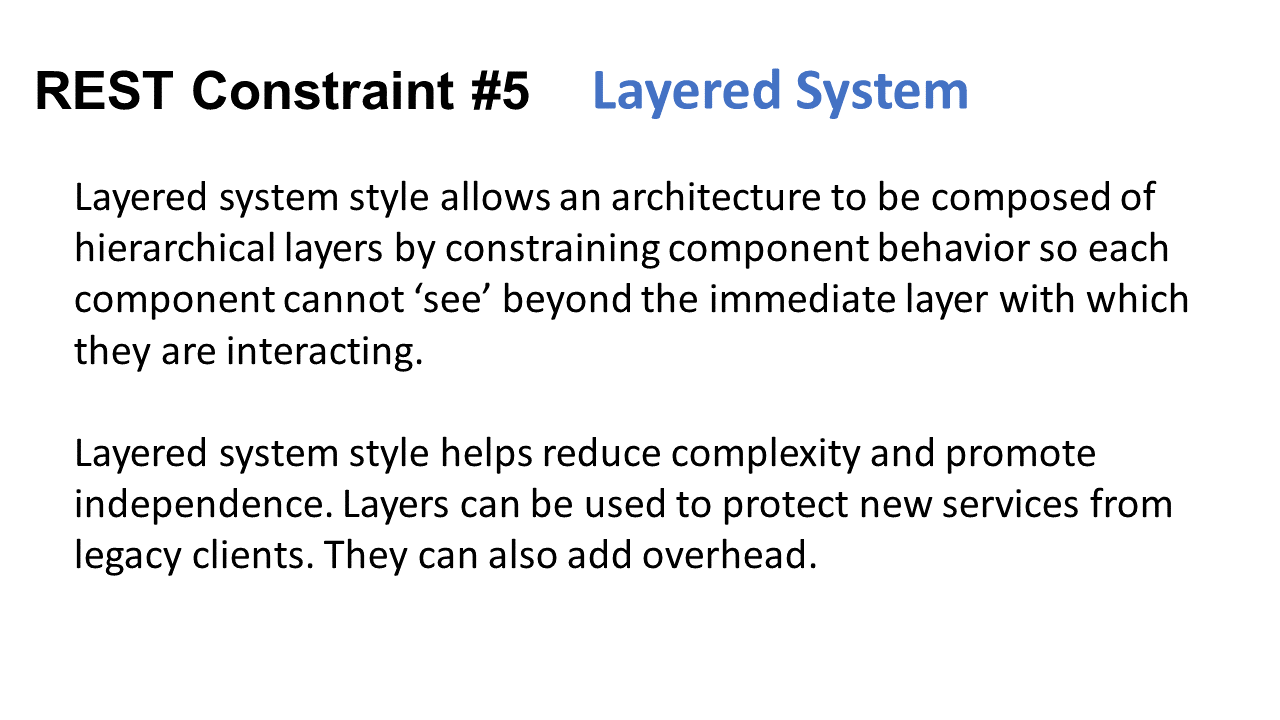 REST Constraint #5 Layered System
Layered system style allows an architecture to be composed of
hierarchical layers by constraining component behavior so each
component cannot ‘see’ beyond the immediate layer with which
they are interacting.
Layered system style helps reduce complexity and promote
independence. Layers can be used to protect new services from
legacy clients. They can also add overhead.